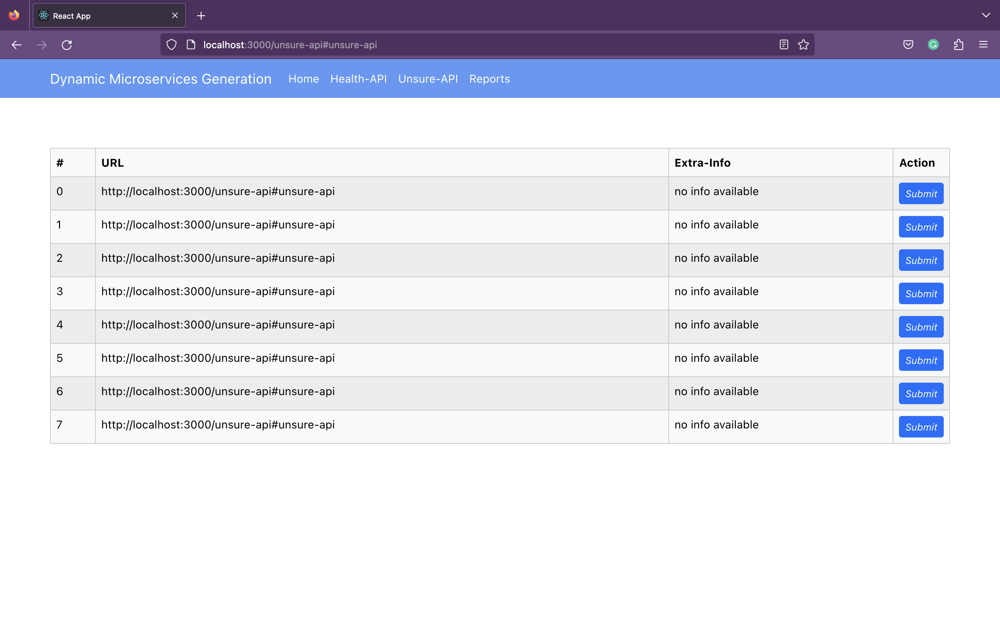 React App
localhost:3000/unsure-api#unsure-api
Dynamic Microservices Generation Home Health-API Unsure-API Reports
# URL Extra-Info Action
0 http://localhost:3000/unsure-api#unsure-api no info available Submit
1 http://localhost:3000/unsure-api#unsure-api no info available Submit
2 http://localhost:3000/unsure-api#unsure-api no info available Submit
3 http://localhost:3000/unsure-api#unsure-api no info available Submit
4 http://localhost:3000/unsure-api#unsure-api no info available Submit
5 http://localhost:3000/unsure-api#unsure-api no info available Submit
6 http://localhost:3000/unsure-api#unsure-api no info available Submit
7 http://localhost:3000/unsure-api#unsure-api no info available Submit